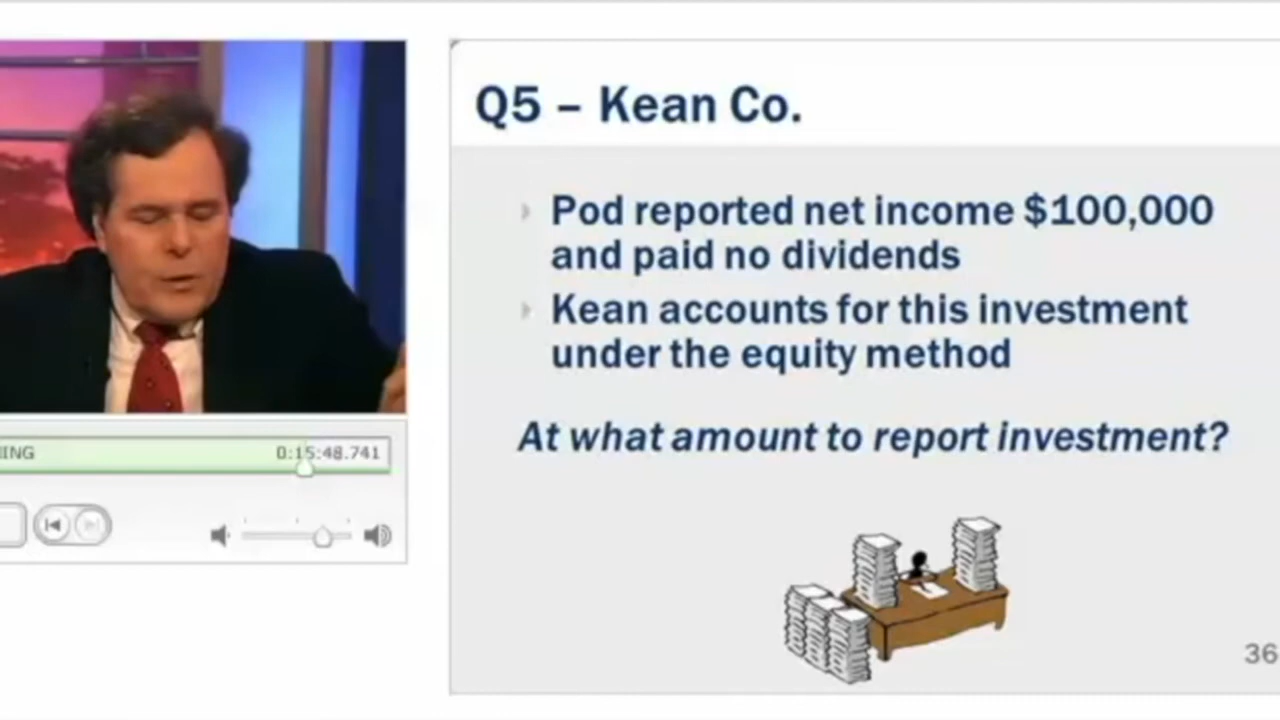 Q5 – Kean Co.
Pod reported net income $100,000
and paid no dividends
Kean accounts for this investment
under the equity method
At what amount to report investment?
ING
0:15:48.741
36